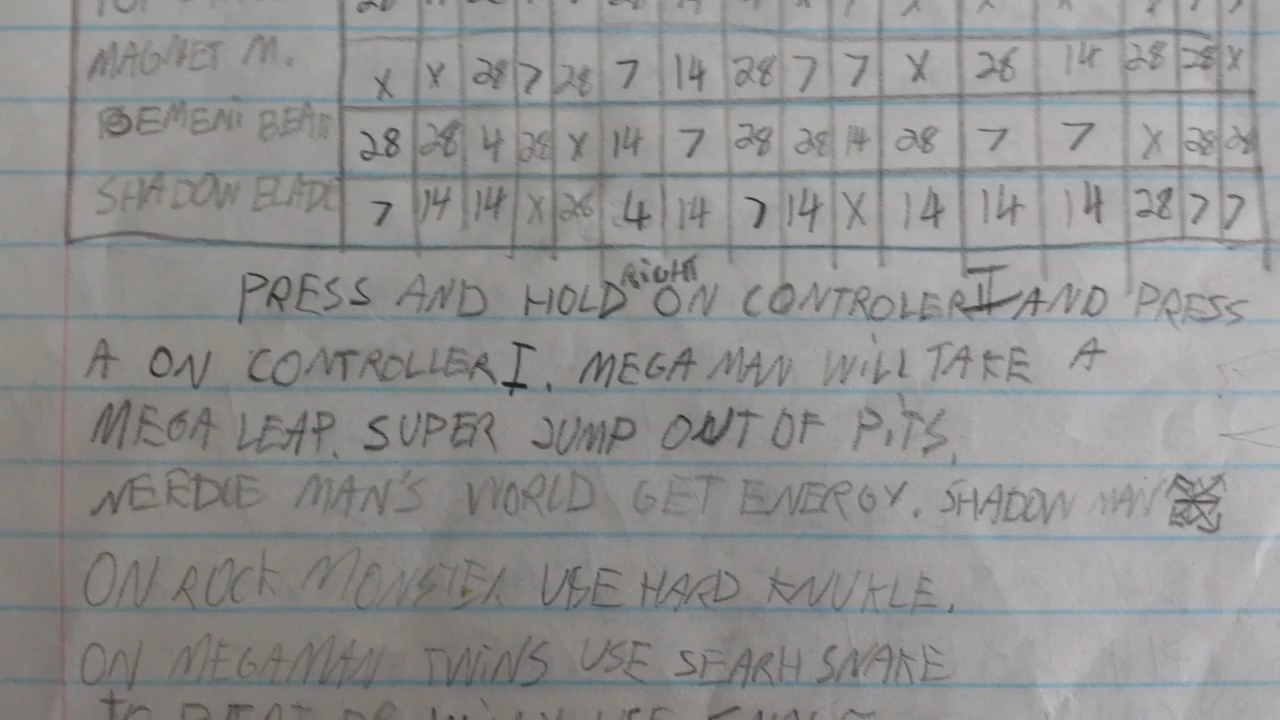 MAGNET M. X X 28 7 28 7 14 28 7 7 X 28 14 28 28 X
GEMENi BEAM 28 28 4 28 X 14 7 28 28 14 28 7 7 X 28 28
SHADOW BLADE 7 14 14 X 28 4 14 7 14 X 14 14 14 28 7 7
RiGHT
PRESS AND HOLD ON CONTROLER II AND PRESS
A ON CONTROLLER I. MEGA MAN WiLL TAKE A
MEGA LEAP. SUPER JUMP OUT OF PiTS.
NEEDLE MAN'S WORLD GET ENERGY. SHADOW MAN
ON ROCK MONSTER USE HARD KNUKLE.
ON MEGAMAN TWiNS USE SEARH SNAKE